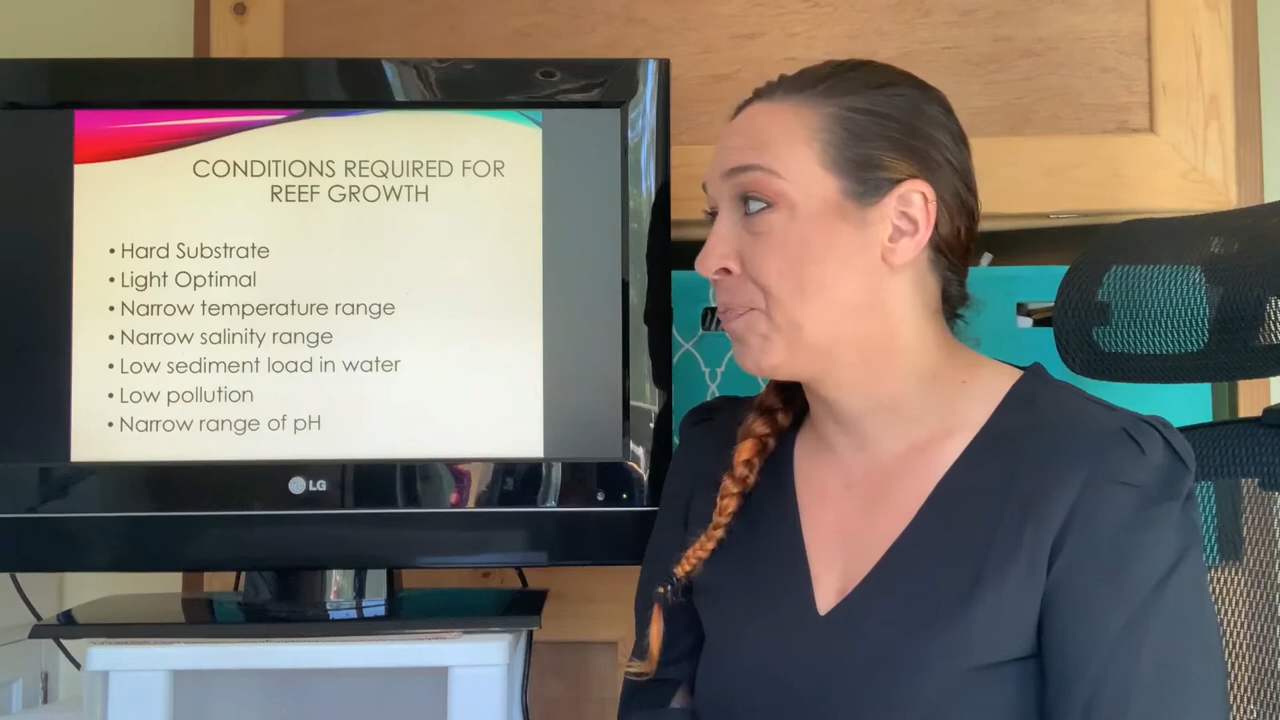 CONDITIONS REQUIRED FOR
REEF GROWTH
• Hard Substrate
• Light Optimal
• Narrow temperature range
• Narrow salinity range
• Low sediment load in water
• Low pollution
• Narrow range of pH
LG